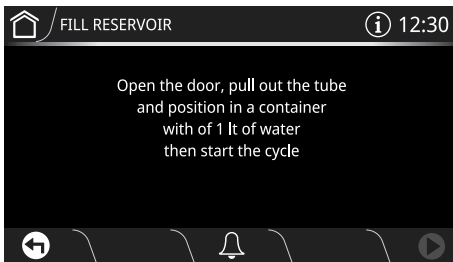 FILL RESERVOIR
i 12:30
Open the door, pull out the tube
and position in a container
with of 1 lt of water
then start the cycle